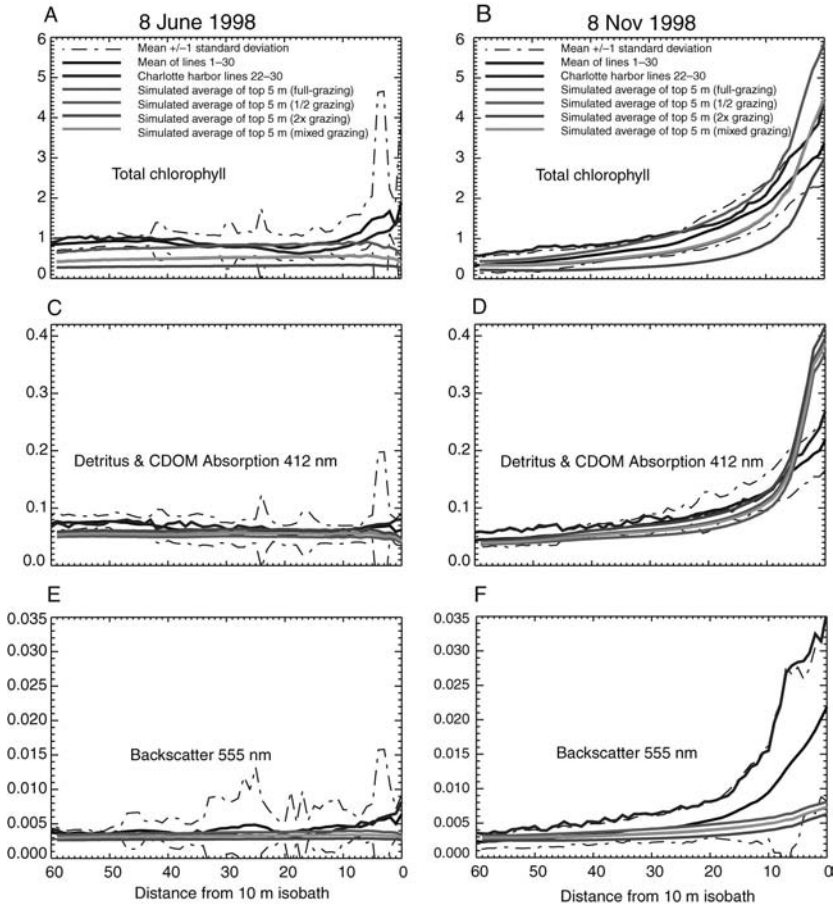 A
8 June 1998
6
5
4
3
2
1
0
Mean +/−1 standard deviation
Mean of lines 1–30
Charlotte harbor lines 22–30
Simulated average of top 5 m (full-grazing)
Simulated average of top 5 m (1/2 grazing)
Simulated average of top 5 m (2x grazing)
Simulated average of top 5 m (mixed grazing)
Total chlorophyll
B
8 Nov 1998
6
5
4
3
2
1
0
Mean +/−1 standard deviation
Mean of lines 1–30
Charlotte harbor lines 22–30
Simulated average of top 5 m (full-grazing)
Simulated average of top 5 m (1/2 grazing)
Simulated average of top 5 m (2x grazing)
Simulated average of top 5 m (mixed grazing)
Total chlorophyll
C
0.4
0.3
0.2
0.1
0.0
Detritus & CDOM Absorption 412 nm
D
0.4
0.3
0.2
0.1
0.0
Detritus & CDOM Absorption 412 nm
E
0.035
0.030
0.025
0.020
0.015
0.010
0.005
0.000
Backscatter 555 nm
60 50 40 30 20 10 0
Distance from 10 m isobath
F
0.035
0.030
0.025
0.020
0.015
0.010
0.005
0.000
Backscatter 555 nm
60 50 40 30 20 10 0
Distance from 10 m isobath